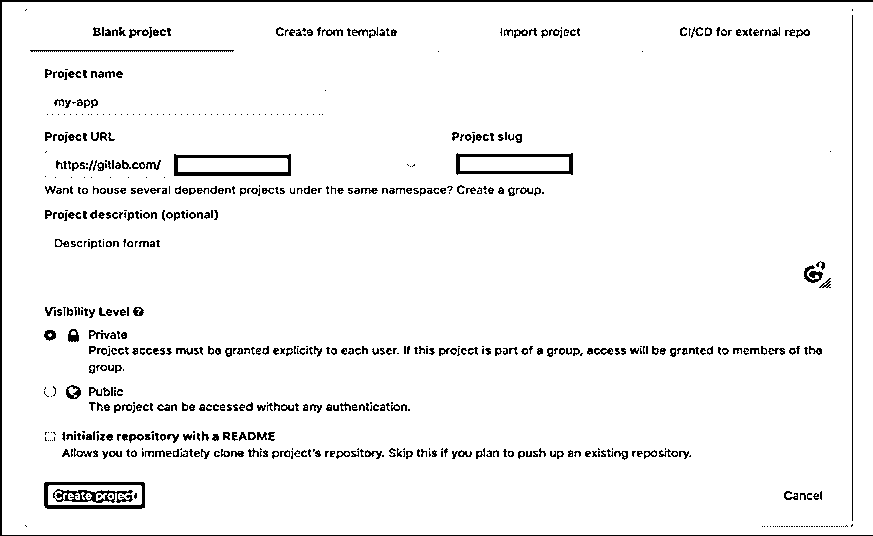 Blank project Create from template Import project CI/CD for external repo
Project name
my-app
Project URL Project slug
https://gitlab.com/
Want to house several dependent projects under the same namespace? Create a group.
Project description (optional)
Description format
Visibility Level
Private
Project access must be granted explicitly to each user. If this project is part of a group, access will be granted to members of the
group.
Public
The project can be accessed without any authentication.
Initialize repository with a README
Allows you to immediately clone this project's repository. Skip this if you plan to push up an existing repository.
Create project Cancel